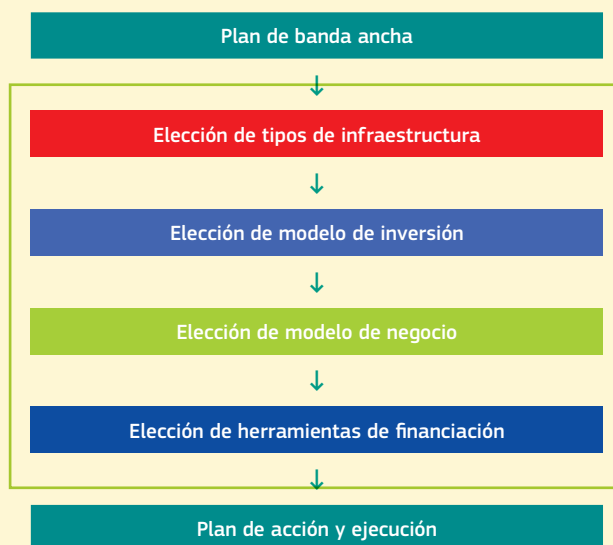 Plan de banda ancha
Elección de tipos de infraestructura
Elección de modelo de inversión
Elección de modelo de negocio
Elección de herramientas de financiación
Plan de acción y ejecución